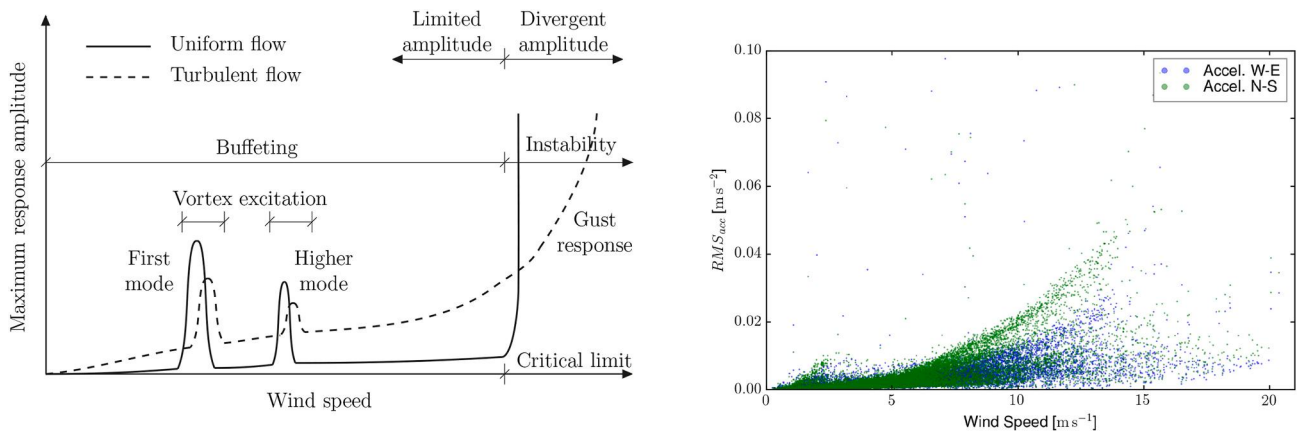 Maximum response amplitude
Uniform flow
Turbulent flow
Limited
amplitude
Divergent
amplitude
Buffeting
Instability
Vortex excitation
First
mode
Higher
mode
Gust
response
Critical limit
Wind speed
RMS_acc [m s⁻²]
0.10
0.08
0.06
0.04
0.02
0.00
Accel. W-E
Accel. N-S
0 5 10 15 20
Wind Speed [m s⁻¹]